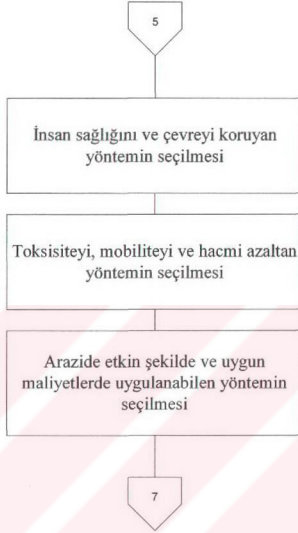 5
İnsan sağlığını ve çevreyi koruyan
yöntemin seçilmesi
Toksisiteyi, mobiliteyi ve hacmi azaltan
yöntemin seçilmesi
Arazide etkin şekilde ve uygun
maliyetlerde uygulanabilen yöntemin
seçilmesi
7